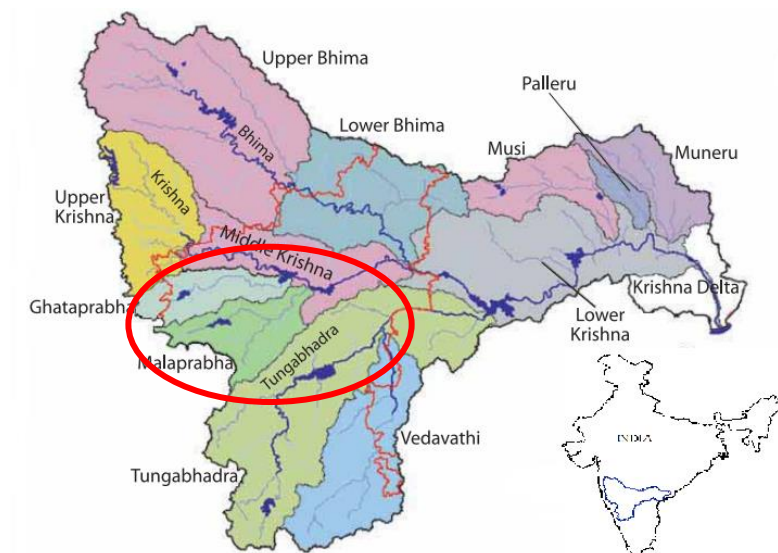 Upper Bhima
Palleru
Lower Bhima
Bhima
Musi
Muneru
Upper
Krishna
Krishna
Middle Krishna
Ghataprabha
Krishna Delta
Lower
Krishna
Malaprabha
Tungabhadra
INDIA
Vedavathi
Tungabhadra